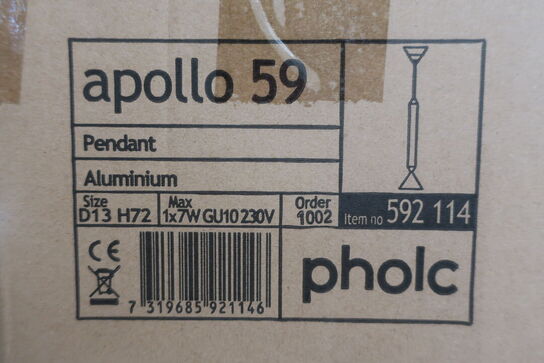 apollo 59
Pendant
Aluminium
Size
D13 H72
Max
1x7W GU10 230V
Order
1002
Item no 592 114
CE
7 319685 921146
pholc